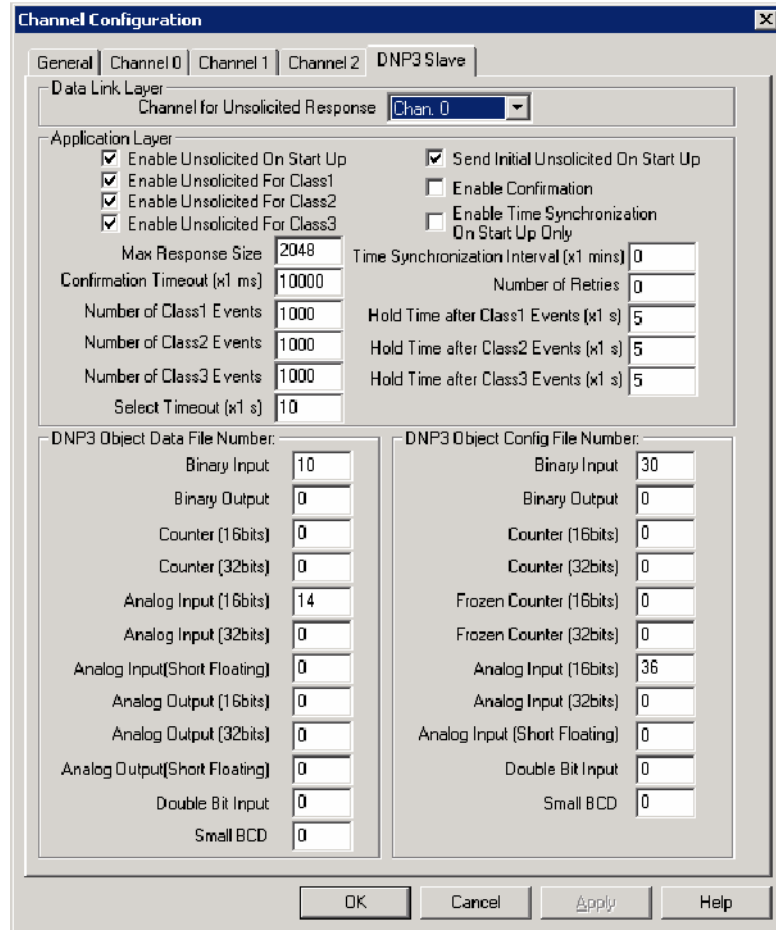 Channel Configuration
General Channel 0 Channel 1 Channel 2 DNP3 Slave
Data Link Layer
Channel for Unsolicited Response Chan. 0
Application Layer
Enable Unsolicited On Start Up
Enable Unsolicited For Class1
Enable Unsolicited For Class2
Enable Unsolicited For Class3
Send Initial Unsolicited On Start Up
Enable Confirmation
Enable Time Synchronization
On Start Up Only
Max Response Size 2048
Confirmation Timeout (x1 ms) 10000
Number of Class1 Events 1000
Number of Class2 Events 1000
Number of Class3 Events 1000
Select Timeout (x1 s) 10
Time Synchronization Interval (x1 mins) 0
Number of Retries 0
Hold Time after Class1 Events (x1 s) 5
Hold Time after Class2 Events (x1 s) 5
Hold Time after Class3 Events (x1 s) 5
DNP3 Object Data File Number:
Binary Input 10
Binary Output 0
Counter (16bits) 0
Counter (32bits) 0
Analog Input (16bits) 14
Analog Input (32bits) 0
Analog Input(Short Floating) 0
Analog Output (16bits) 0
Analog Output (32bits) 0
Analog Output(Short Floating) 0
Double Bit Input 0
Small BCD 0
DNP3 Object Config File Number:
Binary Input 30
Binary Output 0
Counter (16bits) 0
Counter (32bits) 0
Frozen Counter (16bits) 0
Frozen Counter (32bits) 0
Analog Input (16bits) 36
Analog Input (32bits) 0
Analog Input (Short Floating) 0
Double Bit Input 0
Small BCD 0
OK Cancel Apply Help